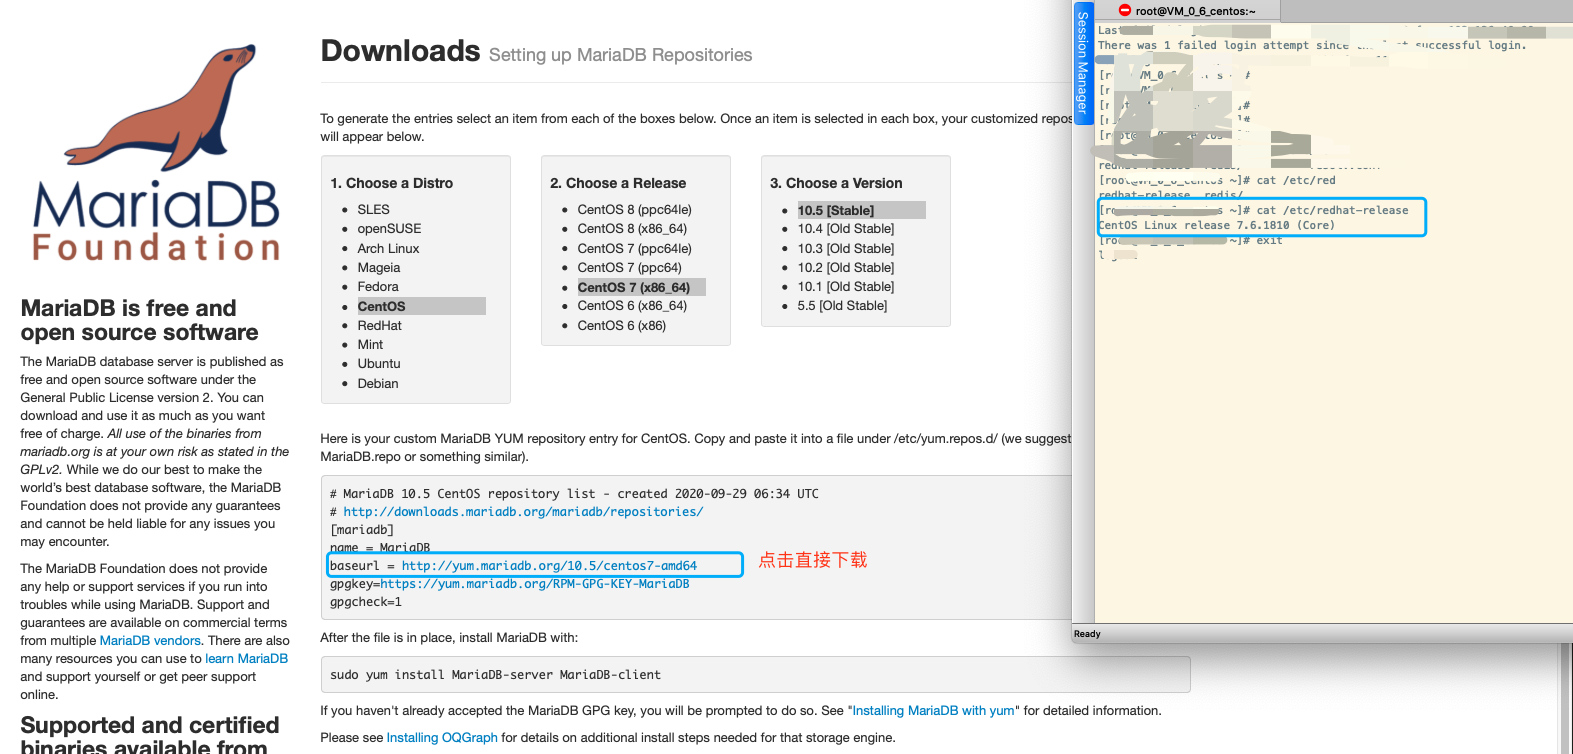 MariaDB
Foundation
MariaDB is free and
open source software
The MariaDB database server is published as
free and open source software under the
General Public License version 2. You can
download and use it as much as you want
free of charge. All use of the binaries from
mariadb.org is at your own risk as stated in the
GPLv2. While we do our best to make the
world's best database software, the MariaDB
Foundation does not provide any guarantees
and cannot be held liable for any issues you
may encounter.
The MariaDB Foundation does not provide
any help or support services if you run into
troubles while using MariaDB. Support and
guarantees are available on commercial terms
from multiple MariaDB vendors. There are also
many resources you can use to learn MariaDB
and support yourself or get peer support
online.
Supported and certified
binaries available from
Downloads Setting up MariaDB Repositories
To generate the entries select an item from each of the boxes below. Once an item is selected in each box, your customized repos
will appear below.
1. Choose a Distro
SLES
openSUSE
Arch Linux
Mageia
Fedora
CentOS
RedHat
Mint
Ubuntu
Debian
2. Choose a Release
CentOS 8 (ppc64le)
CentOS 8 (x86_64)
CentOS 7 (ppc64le)
CentOS 7 (ppc64)
CentOS 7 (x86_64)
CentOS 6 (x86_64)
CentOS 6 (x86)
3. Choose a Version
10.5 [Stable]
10.4 [Old Stable]
10.3 [Old Stable]
10.2 [Old Stable]
10.1 [Old Stable]
5.5 [Old Stable]
Here is your custom MariaDB YUM repository entry for CentOS. Copy and paste it into a file under /etc/yum.repos.d/ (we suggest
MariaDB.repo or something similar).
# MariaDB 10.5 CentOS repository list - created 2020-09-29 06:34 UTC
# http://downloads.mariadb.org/mariadb/repositories/
[mariadb]
name = MariaDB
baseurl = http://yum.mariadb.org/10.5/centos7-amd64
点击直接下载
gpgkey=https://yum.mariadb.org/RPM-GPG-KEY-MariaDB
gpgcheck=1
After the file is in place, install MariaDB with:
sudo yum install MariaDB-server MariaDB-client
If you haven't already accepted the MariaDB GPG key, you will be prompted to do so. See "Installing MariaDB with yum" for detailed information.
Please see Installing OQGraph for details on additional install steps needed for that storage engine.
root@VM_0_6_centos:~
Session Manager
Las
There was 1 failed login attempt since the last successful login.
[root@VM_0_6_centos ~]# cat /etc/red
redhat-release redis/
~]# cat /etc/redhat-release
CentOS Linux release 7.6.1810 (Core)
~]# exit
Ready